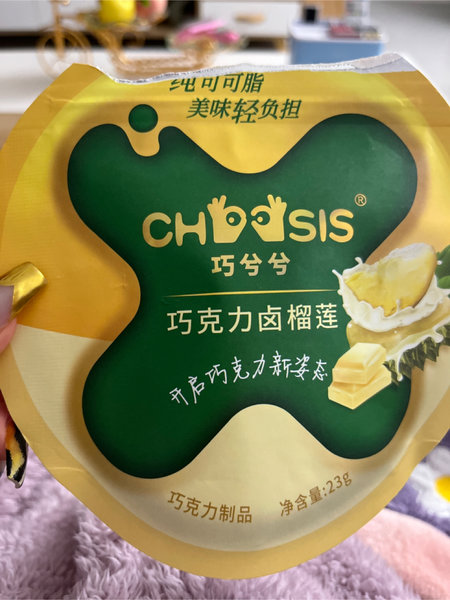 纯可可脂
美味轻负担
CHOOSIS®
巧兮兮
巧克力卤榴莲
开启巧克力新姿态
巧克力制品
净含量:23g